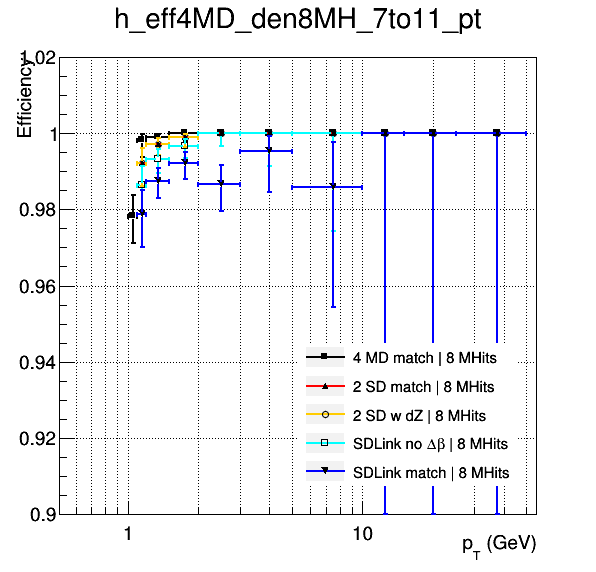 h_eff4MD_den8MH_7to11_pt
Efficiency
1.02
1
0.98
0.96
0.94
0.92
0.9
4 MD match | 8 MHits
2 SD match | 8 MHits
2 SD w dZ | 8 MHits
SDLink no Δβ | 8 MHits
SDLink match | 8 MHits
1 10
p_T (GeV)